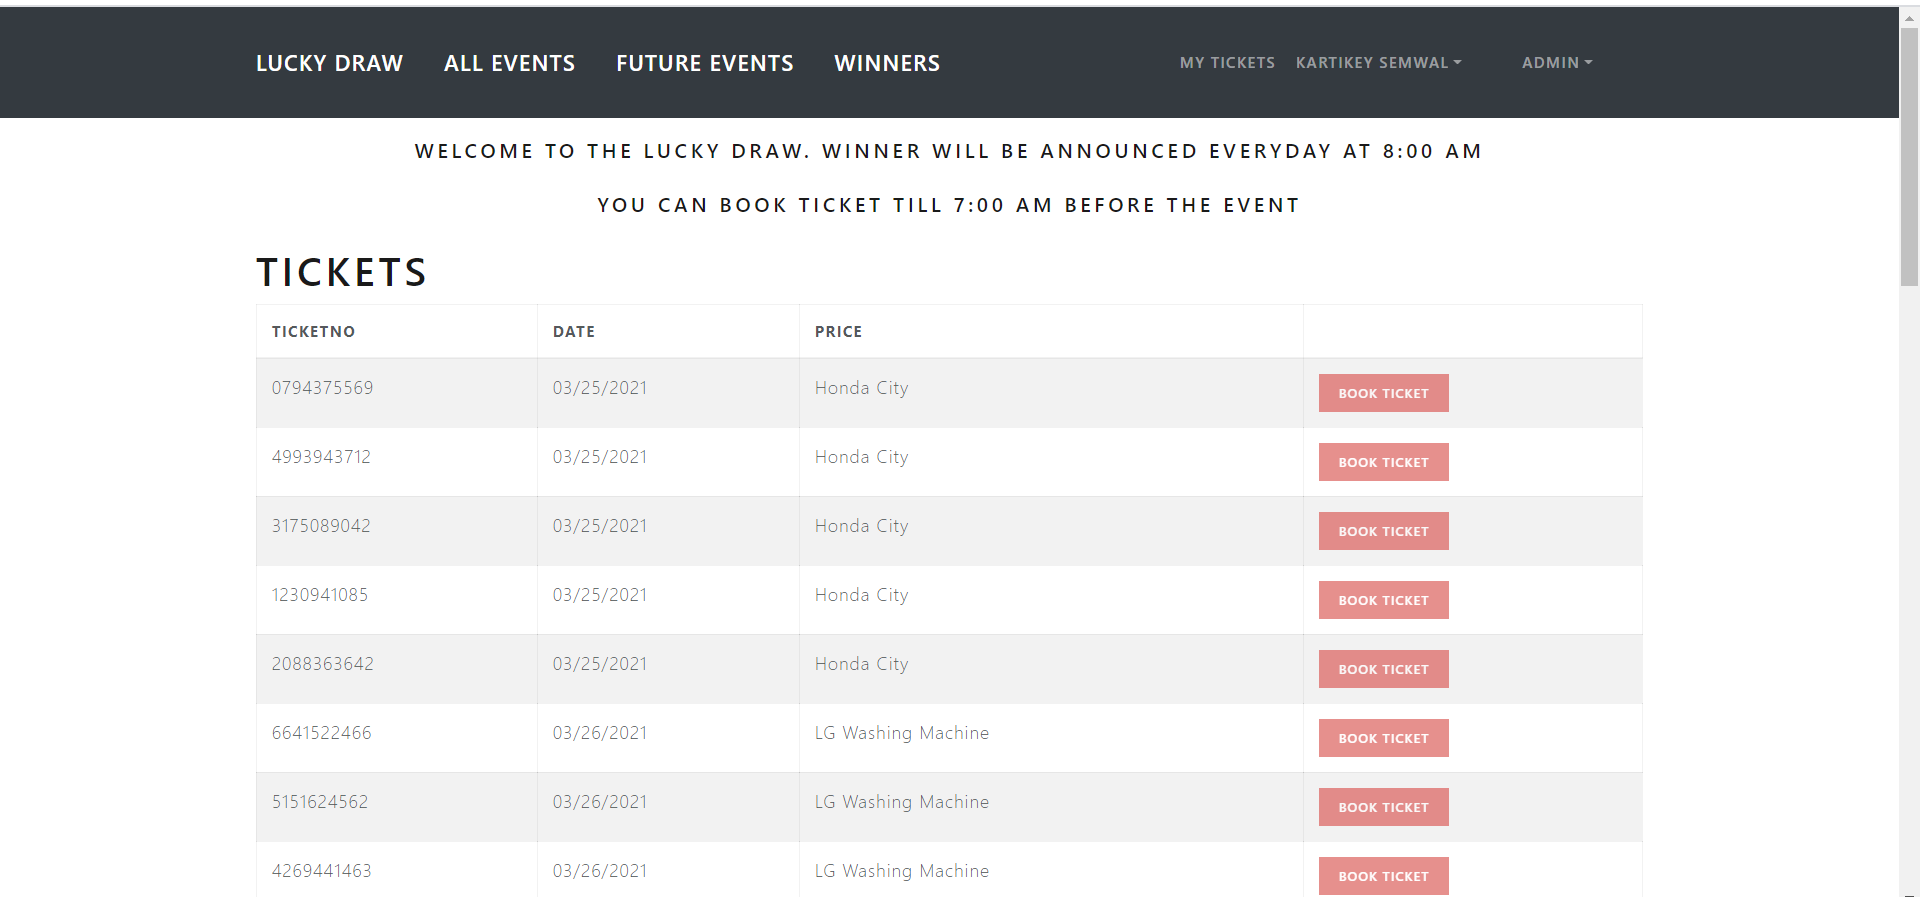 LUCKY DRAW ALL EVENTS FUTURE EVENTS WINNERS MY TICKETS KARTIKEY SEMWAL ADMIN
WELCOME TO THE LUCKY DRAW. WINNER WILL BE ANNOUNCED EVERYDAY AT 8:00 AM
YOU CAN BOOK TICKET TILL 7:00 AM BEFORE THE EVENT
TICKETS
TICKETNO DATE PRICE
0794375569 03/25/2021 Honda City BOOK TICKET
4993943712 03/25/2021 Honda City BOOK TICKET
3175089042 03/25/2021 Honda City BOOK TICKET
1230941085 03/25/2021 Honda City BOOK TICKET
2088363642 03/25/2021 Honda City BOOK TICKET
6641522466 03/26/2021 LG Washing Machine BOOK TICKET
5151624562 03/26/2021 LG Washing Machine BOOK TICKET
4269441463 03/26/2021 LG Washing Machine BOOK TICKET